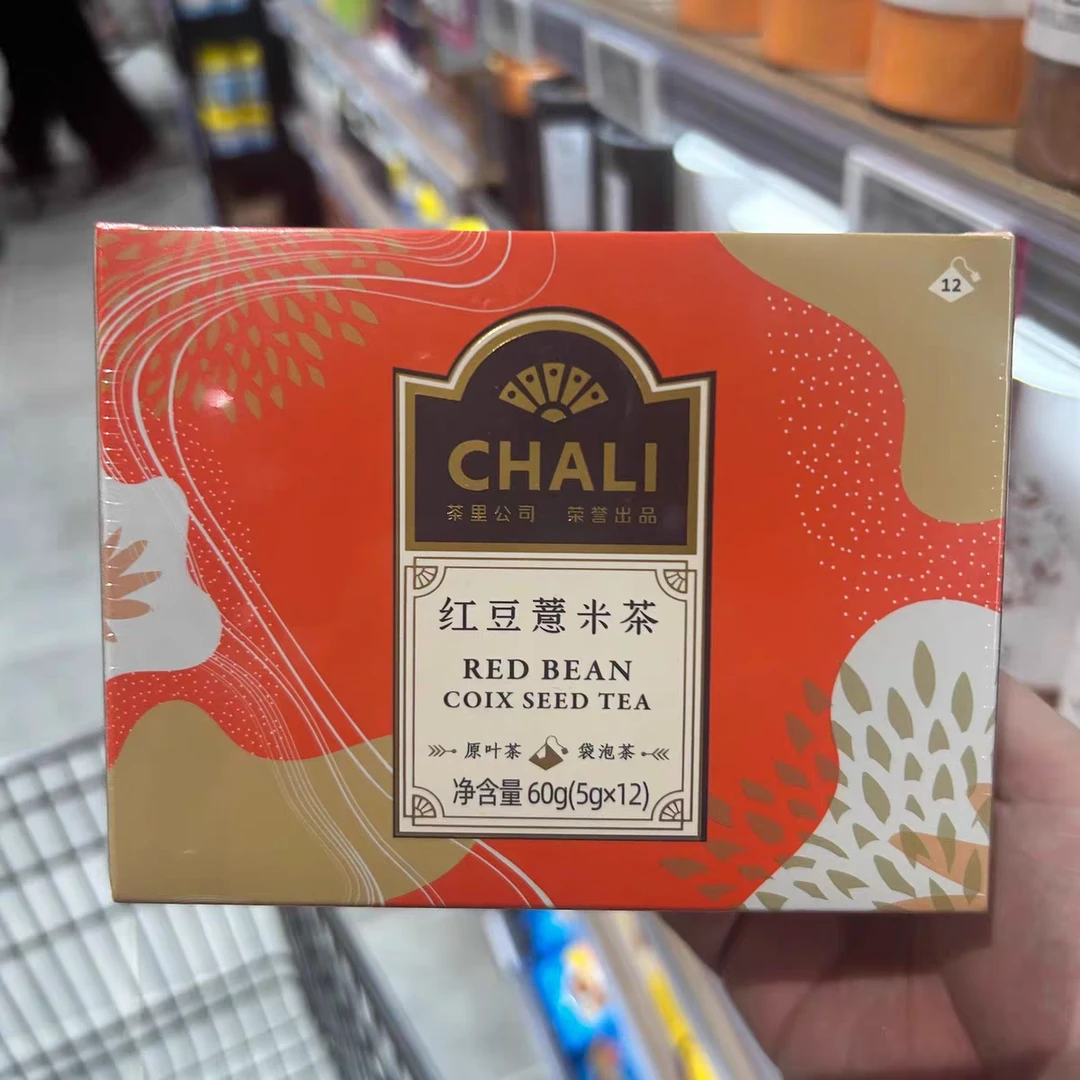 12
CHALI
茶里公司 荣誉出品
红豆薏米茶
RED BEAN
COIX SEED TEA
原叶茶 袋泡茶
净含量 60g(5g×12)